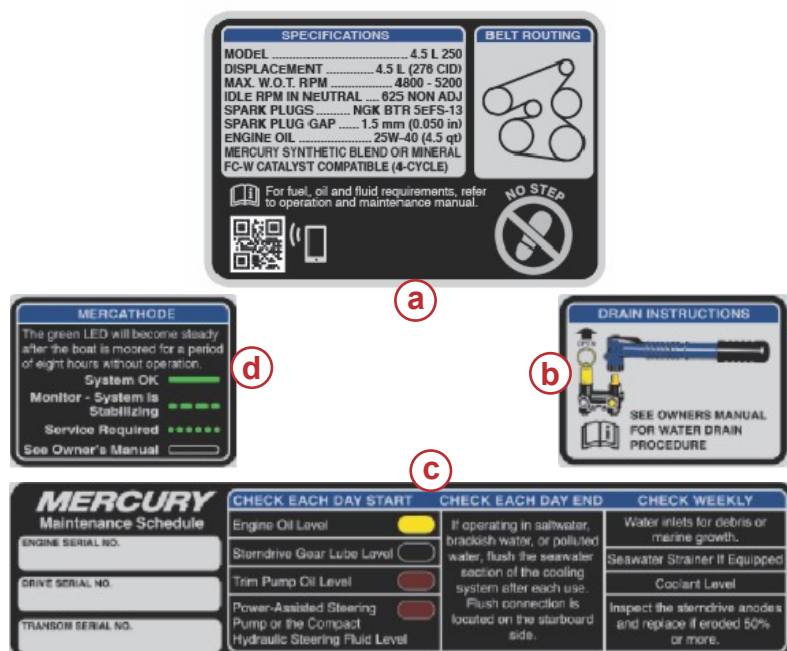 SPECIFICATIONS
MODEL ........................ 4.5 L 250
DISPLACEMENT ............ 4.5 L (276 CID)
MAX. W.O.T. RPM ............... 4800 - 5200
IDLE RPM IN NEUTRAL .... 625 NON ADJ
SPARK PLUGS .......... NGK BTR 5EFS-13
SPARK PLUG GAP ...... 1.5 mm (0.050 in)
ENGINE OIL .................. 25W-40 (4.5 qt)
MERCURY SYNTHETIC BLEND OR MINERAL
FC-W CATALYST COMPATIBLE (4-CYCLE)
BELT ROUTING
For fuel, oil and fluid requirements, refer
to operation and maintenance manual.
NO STEP
a
MERCATHODE
The green LED will become steady
after the boat is moored for a period
of eight hours without operation.
System OK
Monitor - System Is
Stabilizing
Service Required
See Owner's Manual
d
DRAIN INSTRUCTIONS
OPEN
SEE OWNERS MANUAL
FOR WATER DRAIN
PROCEDURE
b
c
MERCURY
Maintenance Schedule
ENGINE SERIAL NO.
DRIVE SERIAL NO.
TRANSOM SERIAL NO.
CHECK EACH DAY START
Engine Oil Level
Sterndrive Gear Lube Level
Trim Pump Oil Level
Power-Assisted Steering
Pump or the Compact
Hydraulic Steering Fluid Level
CHECK EACH DAY END
If operating in saltwater,
brackish water, or polluted
water, flush the seawater
section of the cooling
system after each use.
Flush connection is
located on the starboard
side.
CHECK WEEKLY
Water inlets for debris or
marine growth.
Seawater Strainer If Equipped
Coolant Level
Inspect the sterndrive anodes
and replace if eroded 50%
or more.